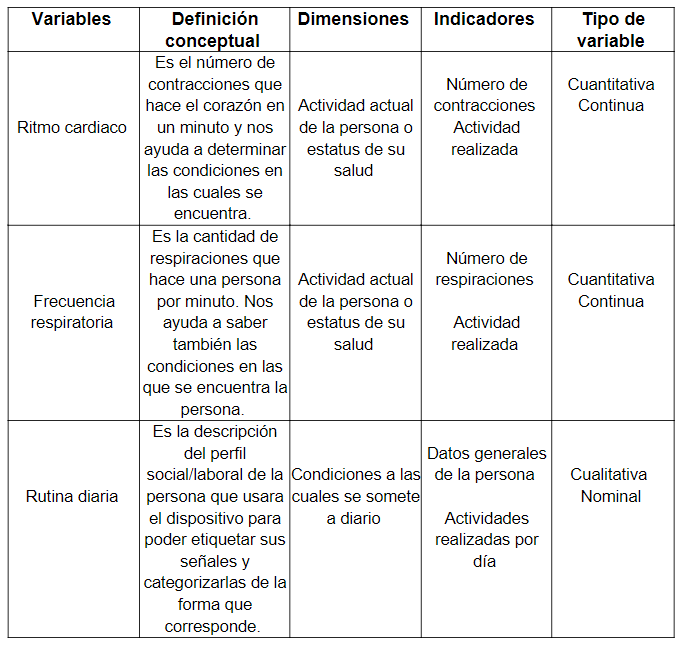 Variables
Definición
conceptual
Dimensiones
Indicadores
Tipo de
variable
Ritmo cardiaco
Es el número de
contracciones que
hace el corazón en
un minuto y nos
ayuda a determinar
las condiciones en
las cuales se
encuentra.
Actividad actual
de la persona o
estatus de su
salud
Número de
contracciones
Actividad
realizada
Cuantitativa
Continua
Frecuencia
respiratoria
Es la cantidad de
respiraciones que
hace una persona
por minuto. Nos
ayuda a saber
también las
condiciones en las
que se encuentra la
persona.
Actividad actual
de la persona o
estatus de su
salud
Número de
respiraciones
Actividad
realizada
Cuantitativa
Continua
Rutina diaria
Es la descripción
del perfil
social/laboral de la
persona que usara
el dispositivo para
poder etiquetar sus
señales y
categorizarlas de la
forma que
corresponde.
Condiciones a las
cuales se somete
a diario
Datos generales
de la persona
Actividades
realizadas por
día
Cualitativa
Nominal